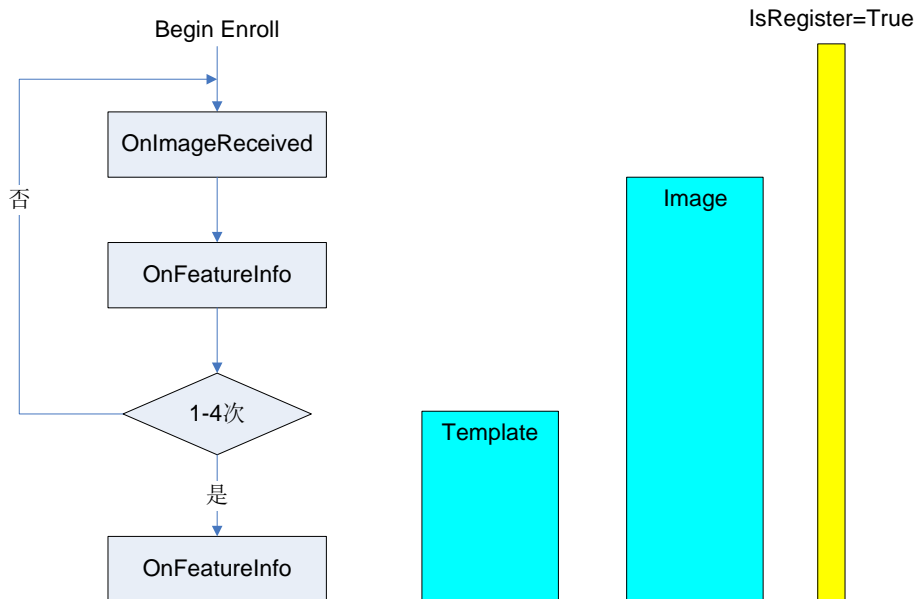 IsRegister=True
Begin Enroll
OnImageReceived
否
Image
OnFeatureInfo
1-4次
Template
是
OnFeatureInfo